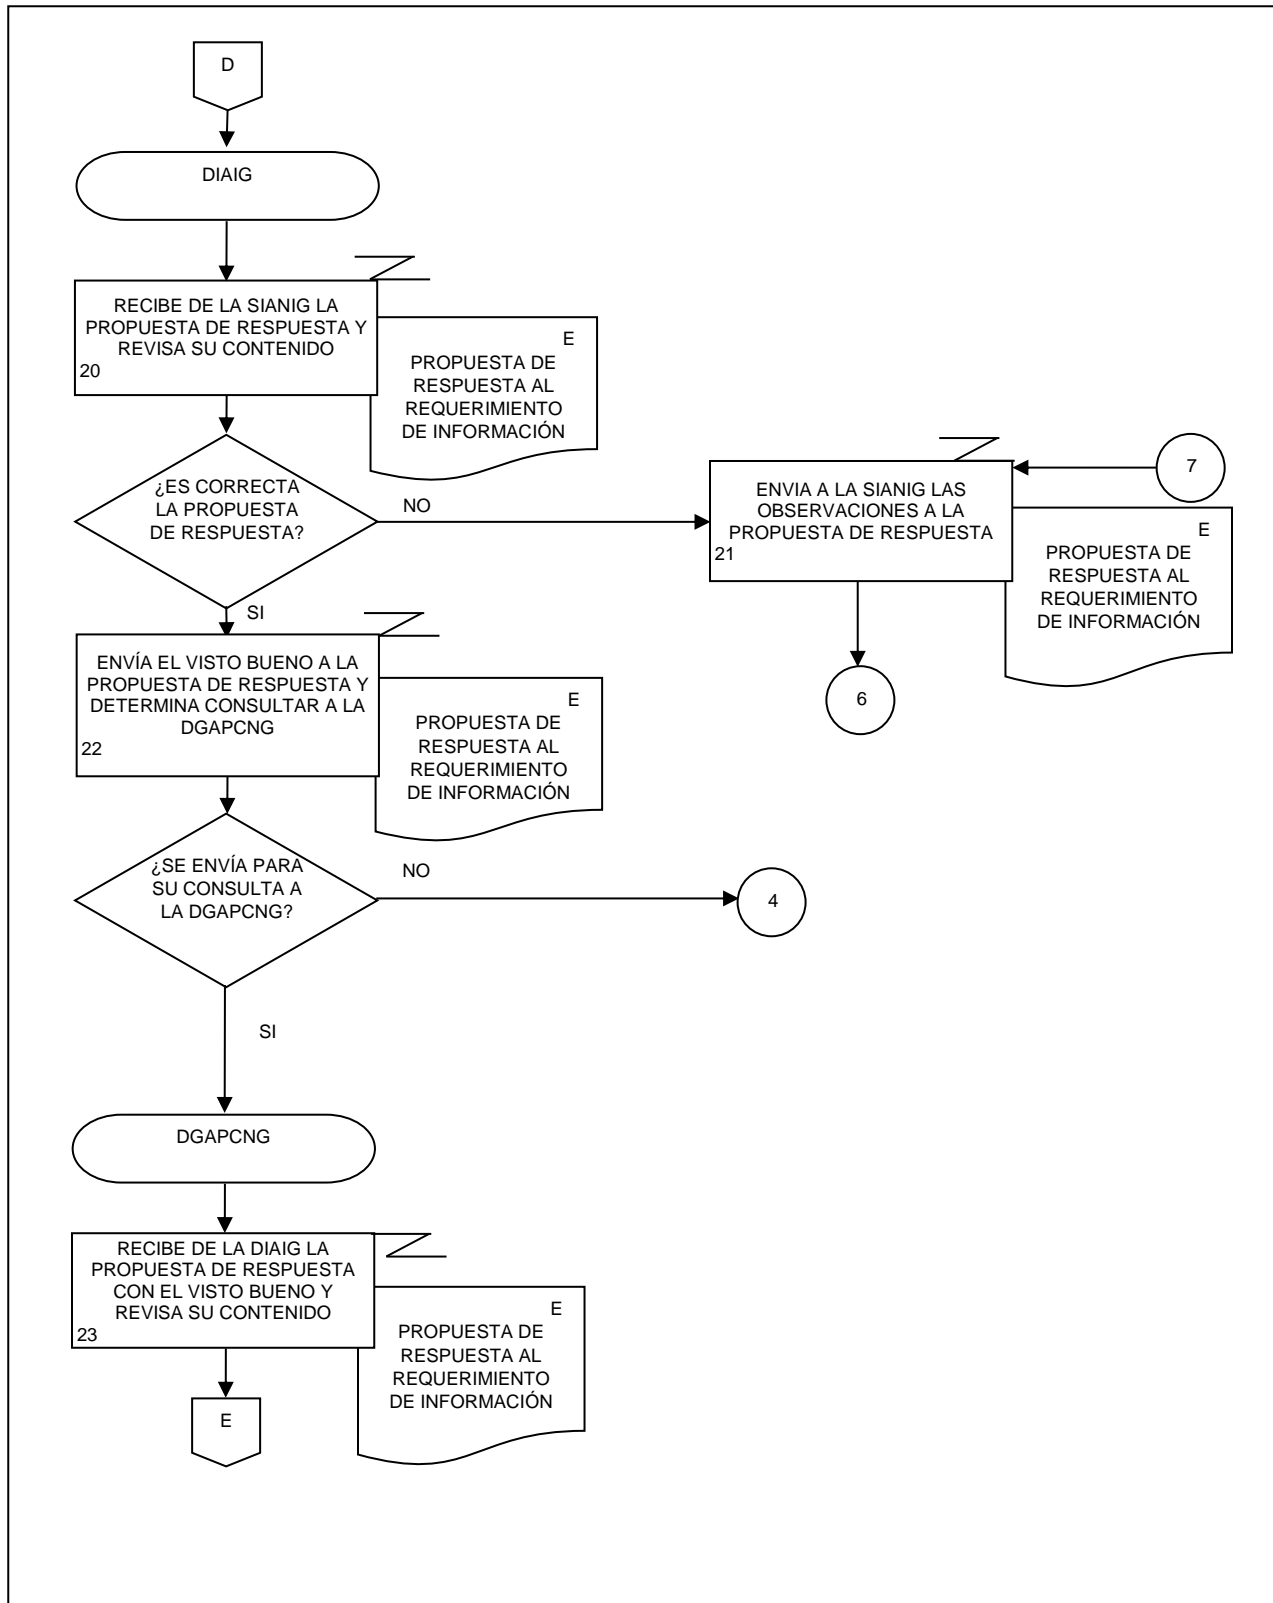 D
DIAIG
RECIBE DE LA SIANIG LA
PROPUESTA DE RESPUESTA Y
REVISA SU CONTENIDO
20
E
PROPUESTA DE
RESPUESTA AL
REQUERIMIENTO
DE INFORMACIÓN
¿ES CORRECTA
LA PROPUESTA
DE RESPUESTA?
NO
7
ENVIA A LA SIANIG LAS
OBSERVACIONES A LA
PROPUESTA DE RESPUESTA
21
E
PROPUESTA DE
RESPUESTA AL
REQUERIMIENTO
DE INFORMACIÓN
6
SI
ENVÍA EL VISTO BUENO A LA
PROPUESTA DE RESPUESTA Y
DETERMINA CONSULTAR A LA
DGAPCNG
22
E
PROPUESTA DE
RESPUESTA AL
REQUERIMIENTO
DE INFORMACIÓN
¿SE ENVÍA PARA
SU CONSULTA A
LA DGAPCNG?
NO
4
SI
DGAPCNG
RECIBE DE LA DIAIG LA
PROPUESTA DE RESPUESTA
CON EL VISTO BUENO Y
REVISA SU CONTENIDO
23
E
PROPUESTA DE
RESPUESTA AL
REQUERIMIENTO
DE INFORMACIÓN
E